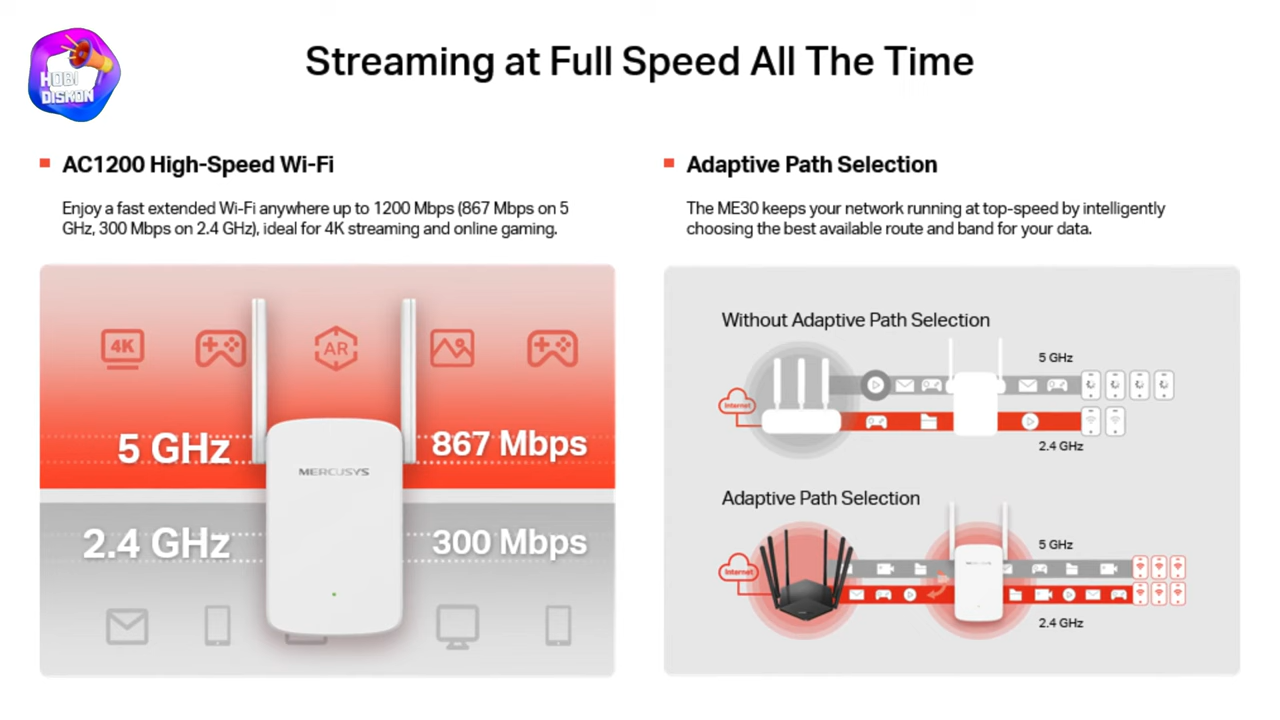 HOBI
DISKON
Streaming at Full Speed All The Time
AC1200 High-Speed Wi-Fi
Enjoy a fast extended Wi-Fi anywhere up to 1200 Mbps (867 Mbps on 5
GHz, 300 Mbps on 2.4 GHz), ideal for 4K streaming and online gaming.
4K
AR
5 GHz
867 Mbps
MERCUSYS
2.4 GHz
300 Mbps
Adaptive Path Selection
The ME30 keeps your network running at top-speed by intelligently
choosing the best available route and band for your data.
Without Adaptive Path Selection
5 GHz
Internet
2.4 GHz
Adaptive Path Selection
5 GHz
Internet
MERCUSYS
2.4 GHz